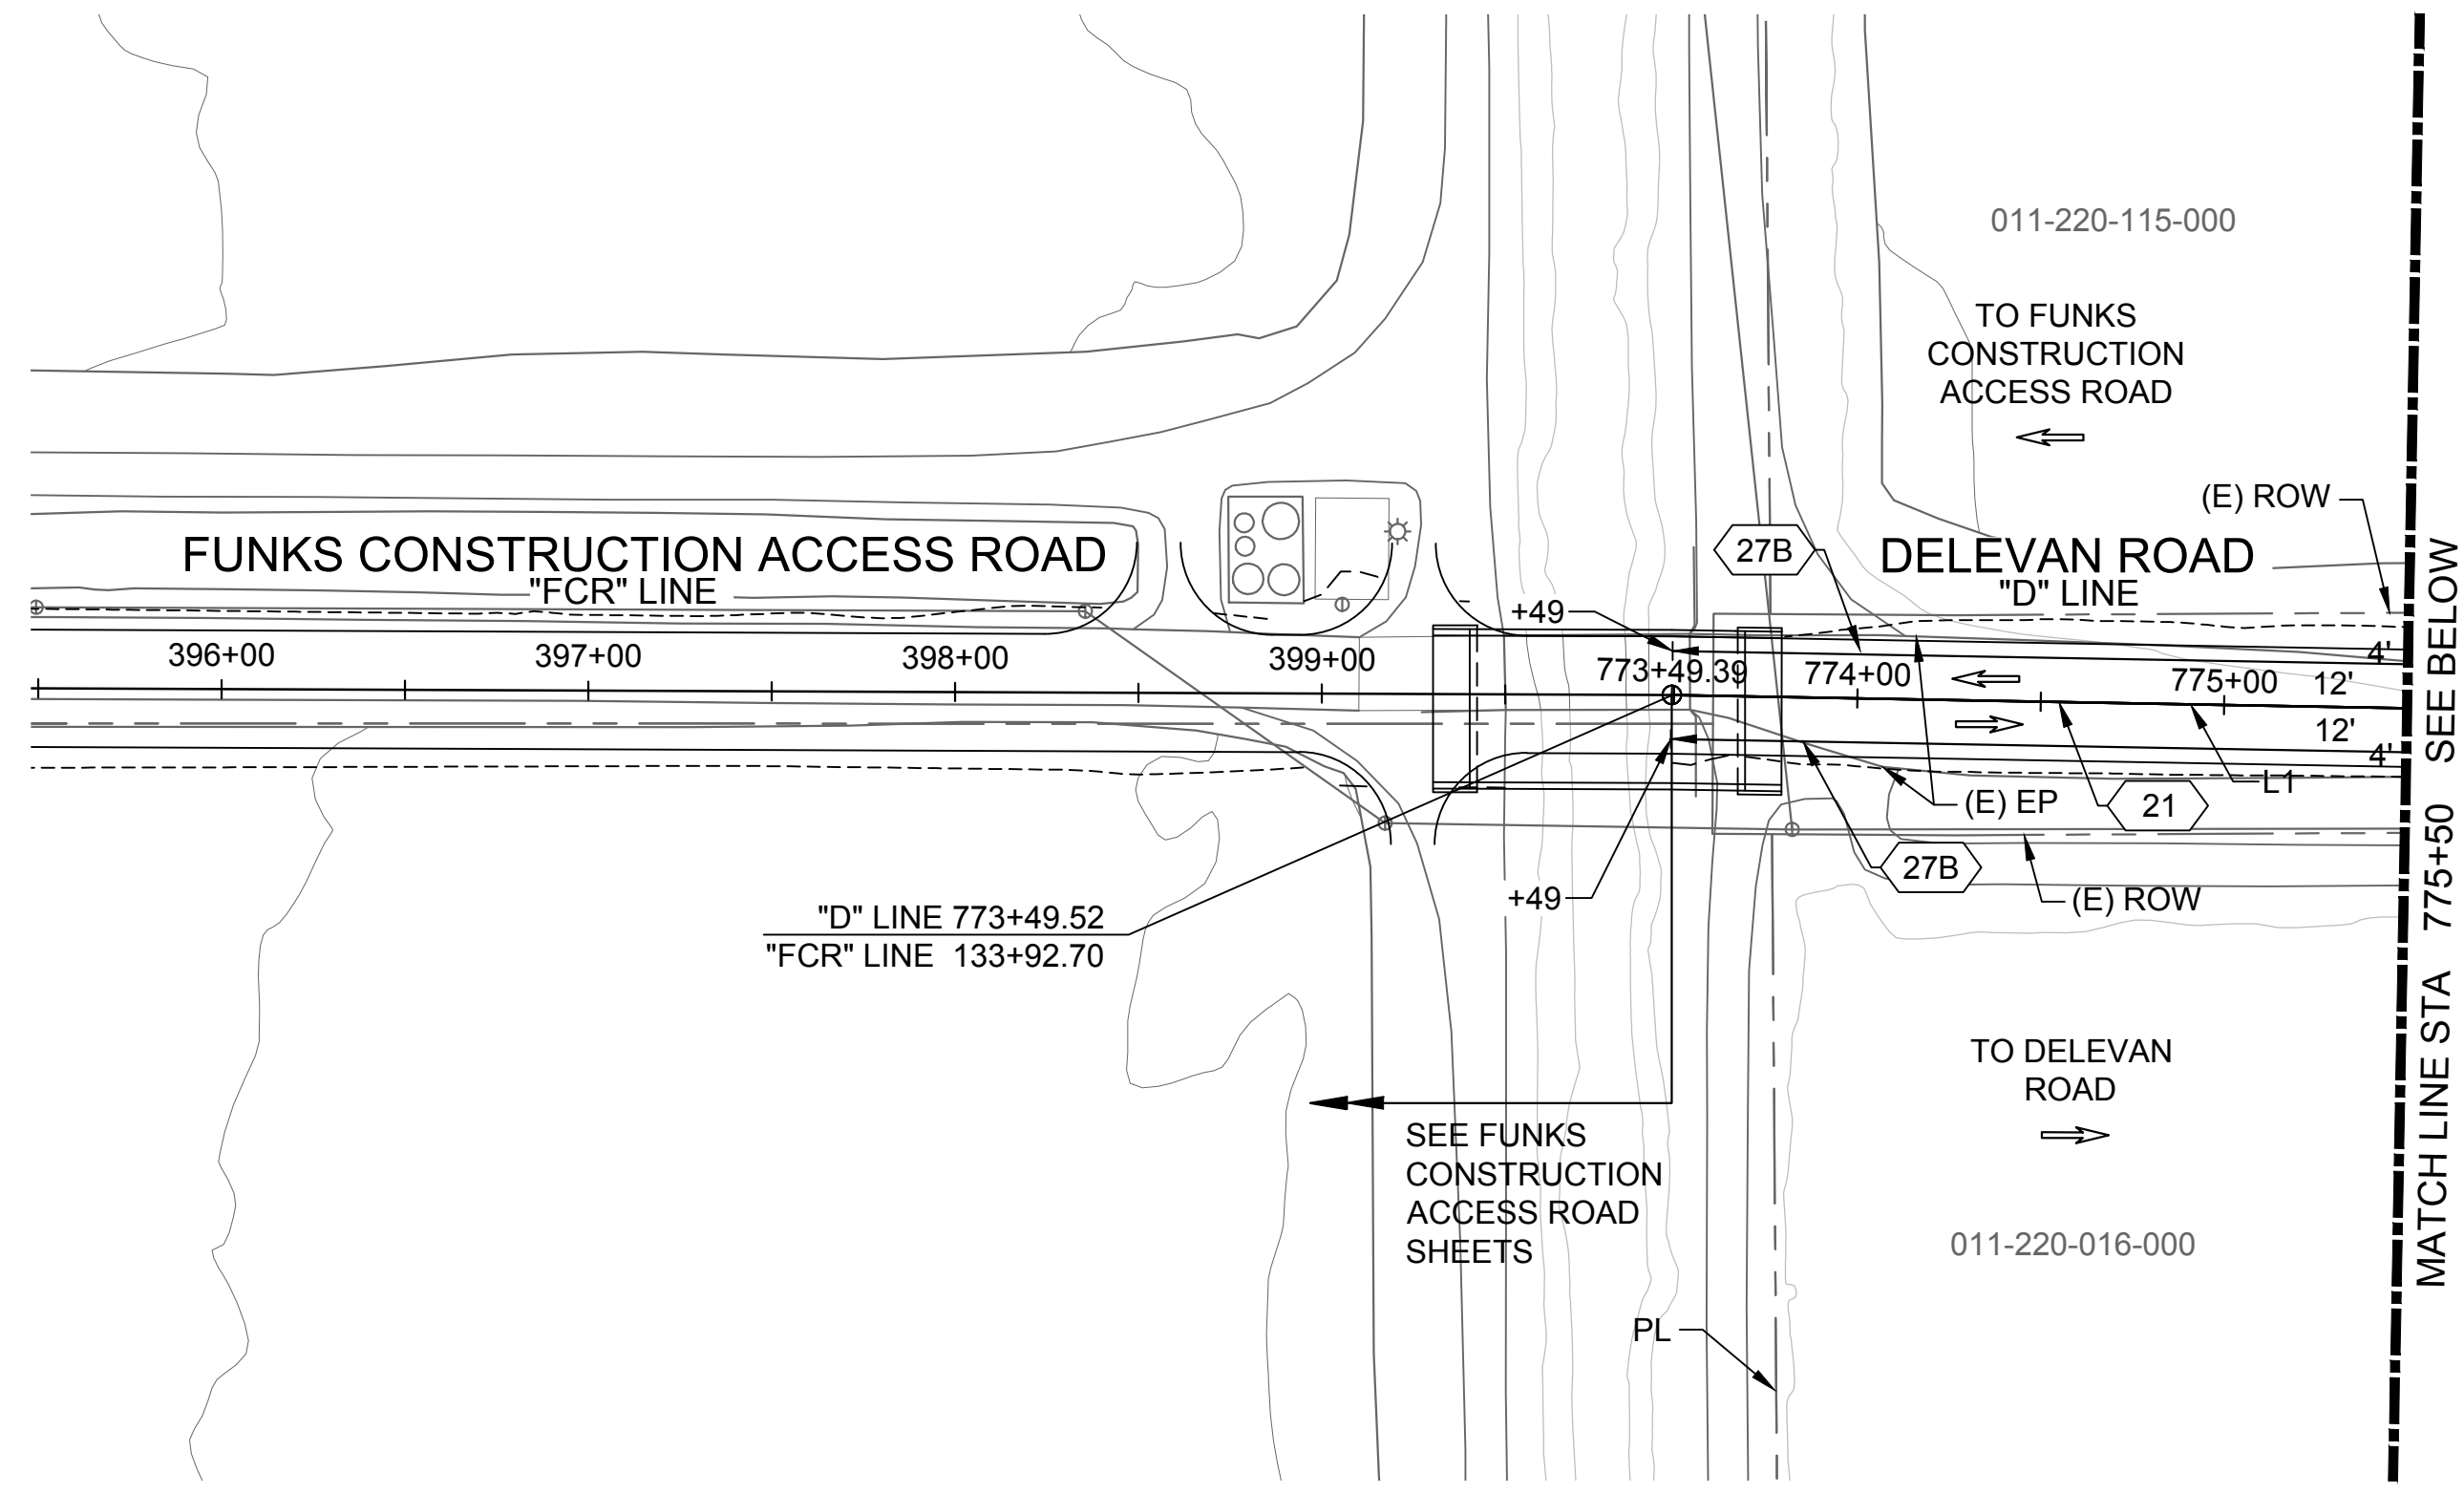 011-220-115-000
TO FUNKS
CONSTRUCTION
ACCESS ROAD
(E) ROW
FUNKS CONSTRUCTION ACCESS ROAD
"FCR" LINE
27B
DELEVAN ROAD
"D" LINE
+49
396+00
397+00
398+00
399+00
773+49.39
774+00
775+00
4'
12'
12'
4'
L1
(E) EP
21
27B
(E) ROW
+49
"D" LINE 773+49.52
"FCR" LINE 133+92.70
TO DELEVAN
ROAD
SEE FUNKS
CONSTRUCTION
ACCESS ROAD
SHEETS
011-220-016-000
PL
MATCH LINE STA 775+50 SEE BELOW